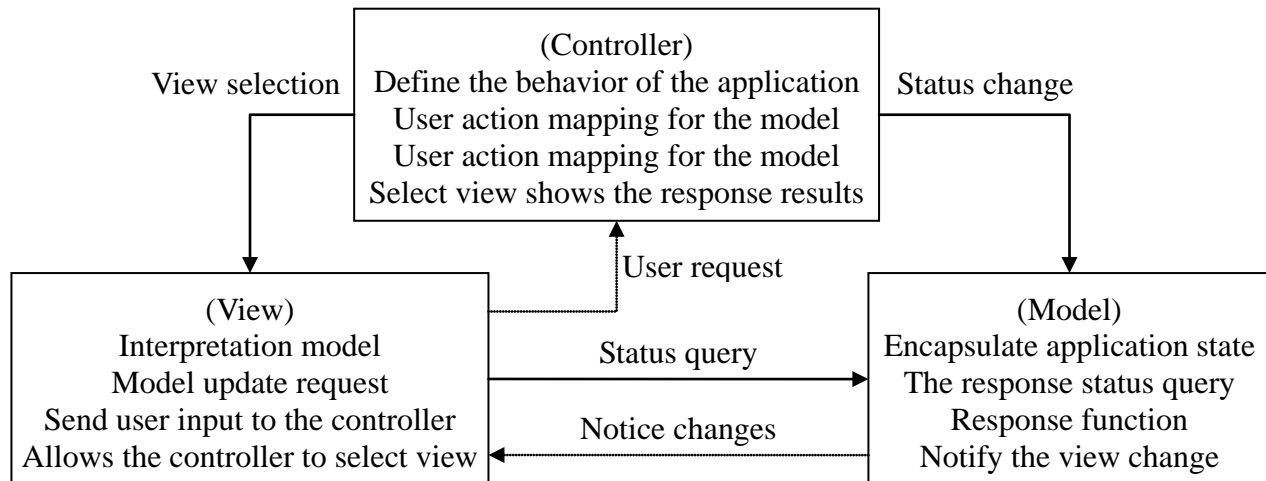 (Controller)
Define the behavior of the application
User action mapping for the model
User action mapping for the model
Select view shows the response results
View selection
Status change
User request
(View)
Interpretation model
Model update request
Send user input to the controller
Allows the controller to select view
Status query
Notice changes
(Model)
Encapsulate application state
The response status query
Response function
Notify the view change